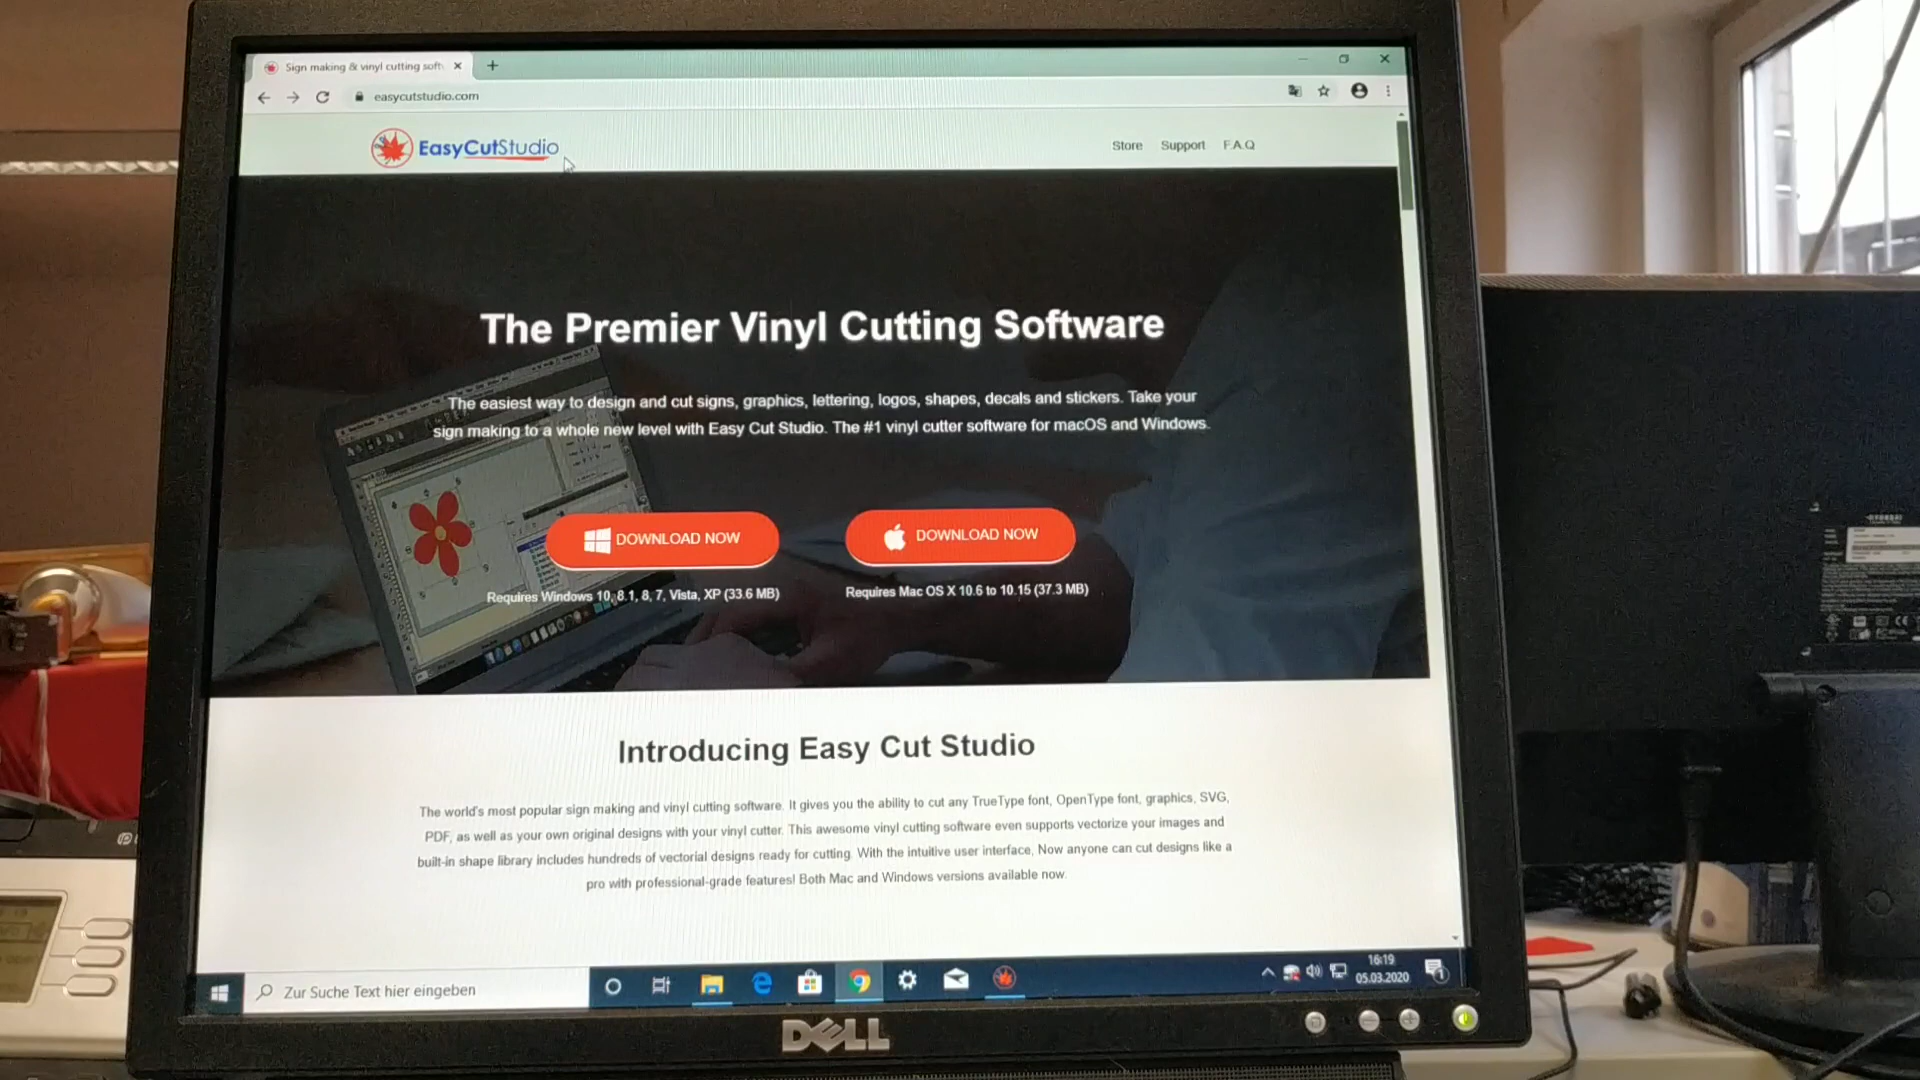 Sign making & vinyl cutting soft
easycutstudio.com
EasyCutStudio
Store Support F.A.Q
The Premier Vinyl Cutting Software
The easiest way to design and cut signs, graphics, lettering, logos, shapes, decals and stickers. Take your
sign making to a whole new level with Easy Cut Studio. The #1 vinyl cutter software for macOS and Windows.
DOWNLOAD NOW DOWNLOAD NOW
Requires Windows 10, 8.1, 8, 7, Vista, XP (33.6 MB) Requires Mac OS X 10.6 to 10.15 (37.3 MB)
Introducing Easy Cut Studio
The world's most popular sign making and vinyl cutting software. It gives you the ability to cut any TrueType font, OpenType font, graphics, SVG,
PDF, as well as your own original designs with your vinyl cutter. This awesome vinyl cutting software even supports vectorize your images and
built-in shape library includes hundreds of vectorial designs ready for cutting. With the intuitive user interface, Now anyone can cut designs like a
pro with professional-grade features! Both Mac and Windows versions available now.
Zur Suche Text hier eingeben
16:19
05.03.2020
1
DELL